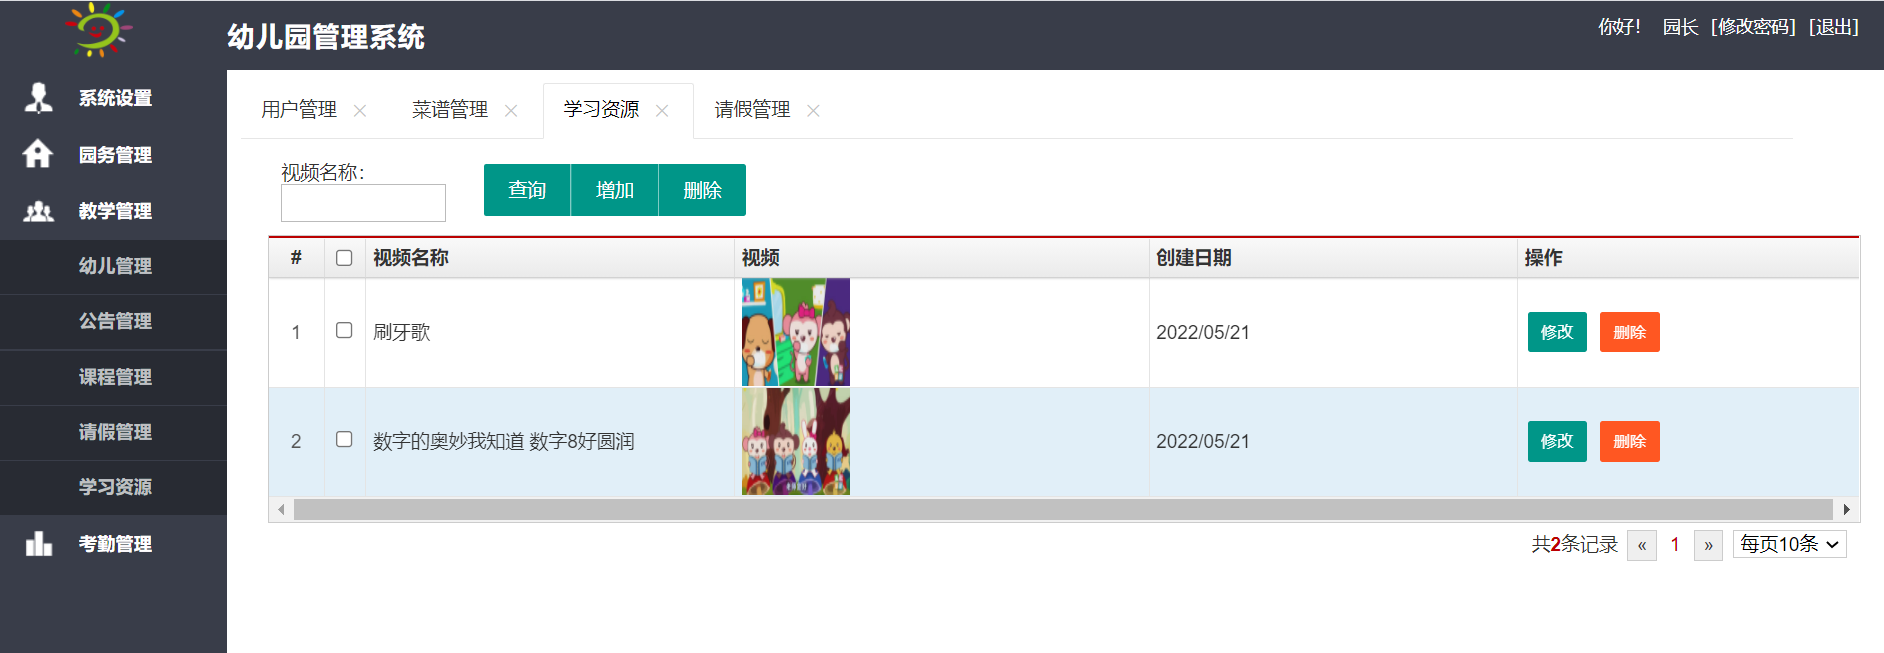 幼儿园管理系统
你好！ 园长 [修改密码] [退出]
系统设置
园务管理
教学管理
幼儿管理
公告管理
课程管理
请假管理
学习资源
考勤管理
用户管理 菜谱管理 学习资源 请假管理
视频名称：
查询 增加 删除
# 视频名称 视频 创建日期 操作
1 刷牙歌 2022/05/21 修改 删除
2 数字的奥妙我知道 数字8好圆润 2022/05/21 修改 删除
共2条记录 « 1 » 每页10条